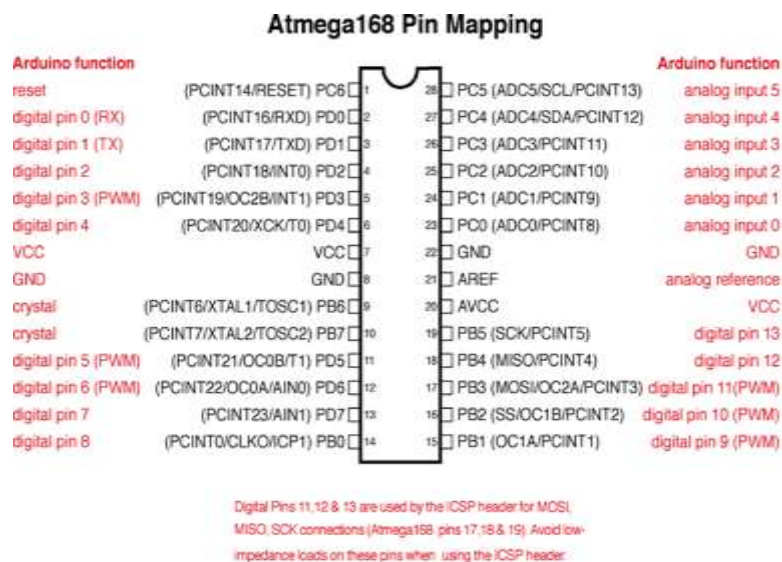 Atmega168 Pin Mapping
Arduino function Arduino function
reset (PCINT14/RESET) PC6 1 28 PC5 (ADC5/SCL/PCINT13) analog input 5
digital pin 0 (RX) (PCINT16/RXD) PD0 2 27 PC4 (ADC4/SDA/PCINT12) analog input 4
digital pin 1 (TX) (PCINT17/TXD) PD1 3 26 PC3 (ADC3/PCINT11) analog input 3
digital pin 2 (PCINT18/INT0) PD2 4 25 PC2 (ADC2/PCINT10) analog input 2
digital pin 3 (PWM) (PCINT19/OC2B/INT1) PD3 5 24 PC1 (ADC1/PCINT9) analog input 1
digital pin 4 (PCINT20/XCK/T0) PD4 6 23 PC0 (ADC0/PCINT8) analog input 0
VCC VCC 7 22 GND GND
GND GND 8 21 AREF analog reference
crystal (PCINT6/XTAL1/TOSC1) PB6 9 20 AVCC VCC
crystal (PCINT7/XTAL2/TOSC2) PB7 10 19 PB5 (SCK/PCINT5) digital pin 13
digital pin 5 (PWM) (PCINT21/OC0B/T1) PD5 11 18 PB4 (MISO/PCINT4) digital pin 12
digital pin 6 (PWM) (PCINT22/OC0A/AIN0) PD6 12 17 PB3 (MOSI/OC2A/PCINT3) digital pin 11(PWM)
digital pin 7 (PCINT23/AIN1) PD7 13 16 PB2 (SS/OC1B/PCINT2) digital pin 10 (PWM)
digital pin 8 (PCINT0/CLKO/ICP1) PB0 14 15 PB1 (OC1A/PCINT1) digital pin 9 (PWM)
Digital Pins 11,12 & 13 are used by the ICSP header for MOSI,
MISO, SCK connections (Atmega168 pins 17,18 & 19). Avoid low-
impedance loads on these pins when using the ICSP header.